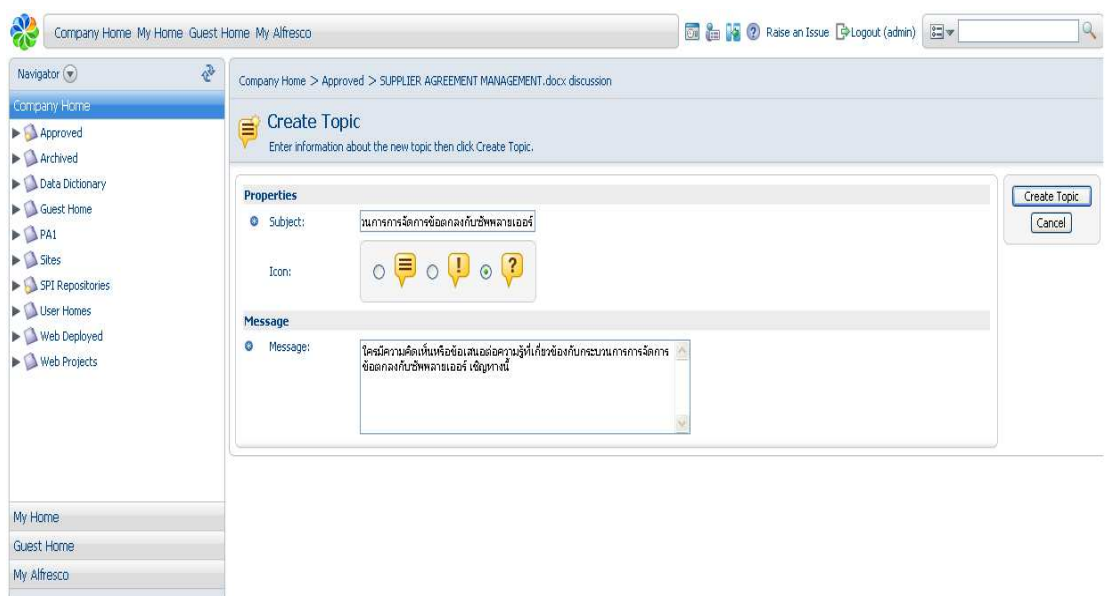 Company Home My Home Guest Home My Alfresco
Raise an Issue Logout (admin)
Navigator
Company Home > Approved > SUPPLIER AGREEMENT MANAGEMENT.docx discussion
Company Home
Approved
Archived
Data Dictionary
Guest Home
PA1
Sites
SPI Repositories
User Homes
Web Deployed
Web Projects
Create Topic
Enter information about the new topic then click Create Topic.
Properties
Subject: วนการการจัดการข้อตกลงกับซัพพลายเออร์
Icon:
Message
Message: ใครมีความคิดเห็นหรือข้อเสนอต่อความรู้ที่เกี่ยวข้องกับกระบวนการการจัดการ
ข้อตกลงกับซัพพลายเออร์ เชิญทางนี้
Create Topic
Cancel
My Home
Guest Home
My Alfresco